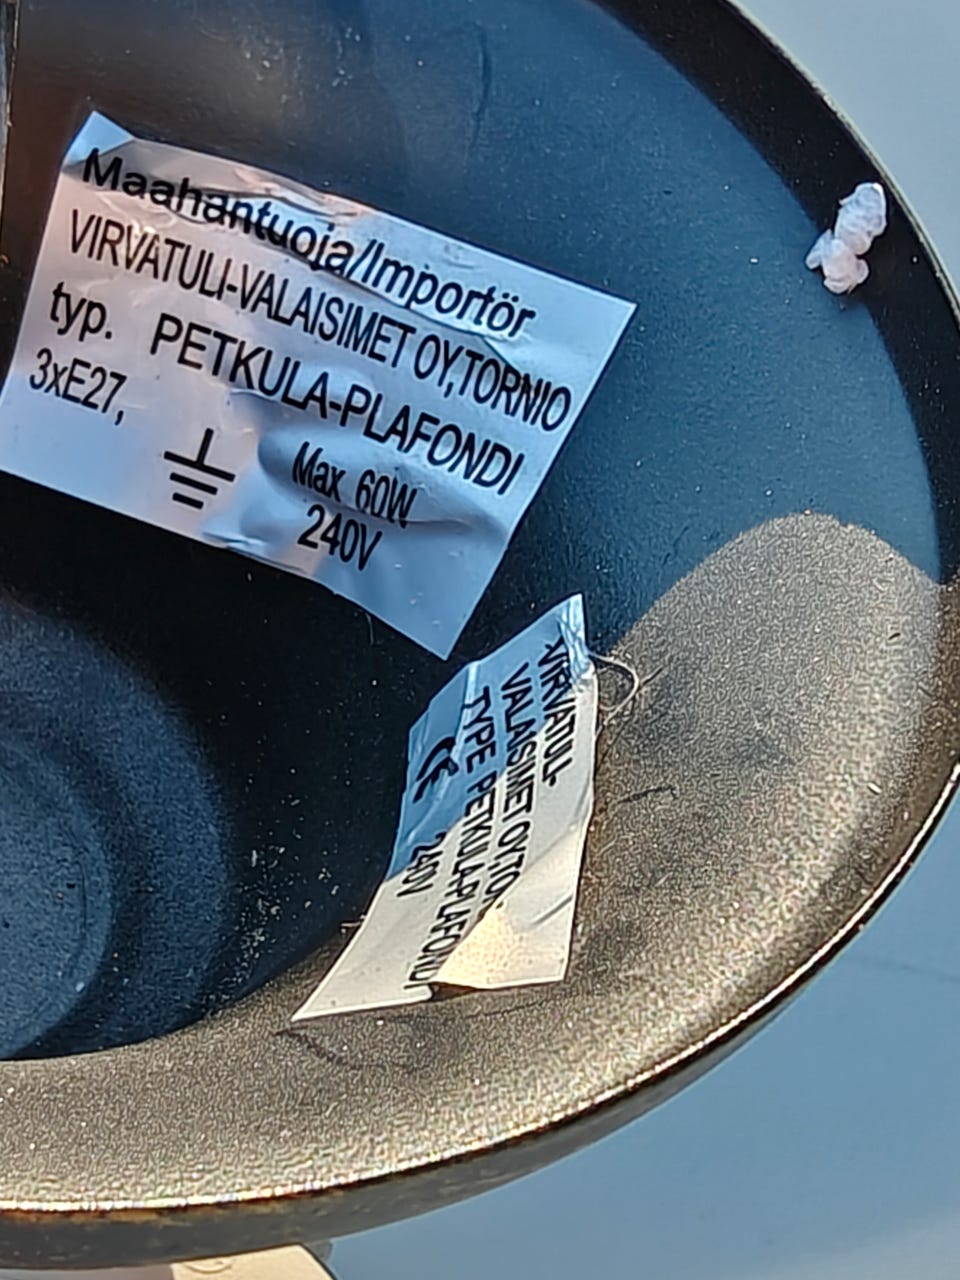 Maahantuoja/Importör
VIRVATULI-VALAISIMET OY,TORNIO
typ. PETKULA-PLAFONDI
3xE27,
Max 60W
240V
VIRVATULI-
VALAISIMET OY,TOR
TYPE PETKULA-PLAFONDI
CE 240V